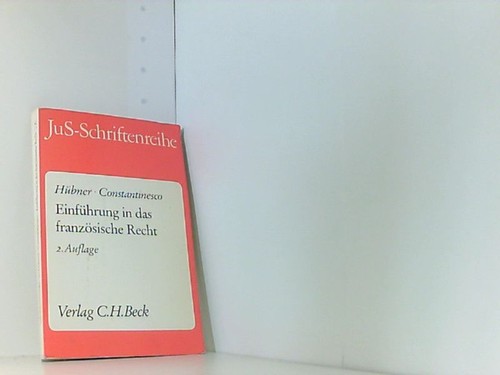 JuS-Schriftenreihe
Hübner · Constantinesco
Einführung in das
französische Recht
2. Auflage
Verlag C.H.Beck